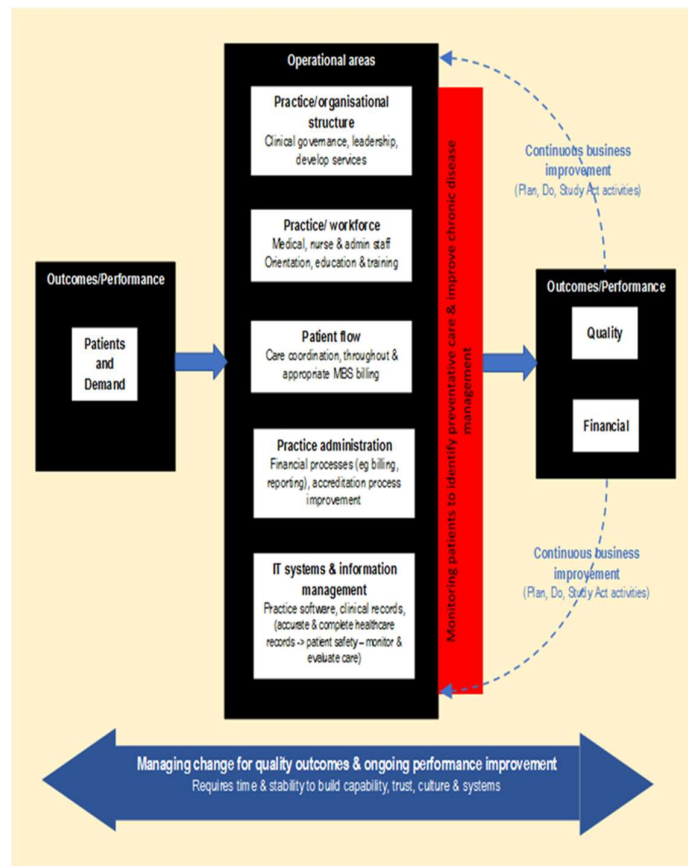 Operational areas
Practice/organisational
structure
Clinical governance, leadership,
develop services
Practice/ workforce
Medical, nurse & admin staff
Orientation, education & training
Patient flow
Care coordination, throughout &
appropriate MBS billing
Practice administration
Financial processes (eg billing,
reporting), accreditation process
improvement
IT systems & information
management
Practice software, clinical records,
(accurate & complete healthcare
records -> patient safety – monitor &
evaluate care)
Outcomes/Performance
Patients
and
Demand
Monitoring patients to identify preventative care & improve chronic disease
management
Continuous business
improvement
(Plan, Do, Study Act activities)
Outcomes/Performance
Quality
Financial
Continuous business
improvement
(Plan, Do, Study Act activities)
Managing change for quality outcomes & ongoing performance improvement
Requires time & stability to build capability, trust, culture & systems